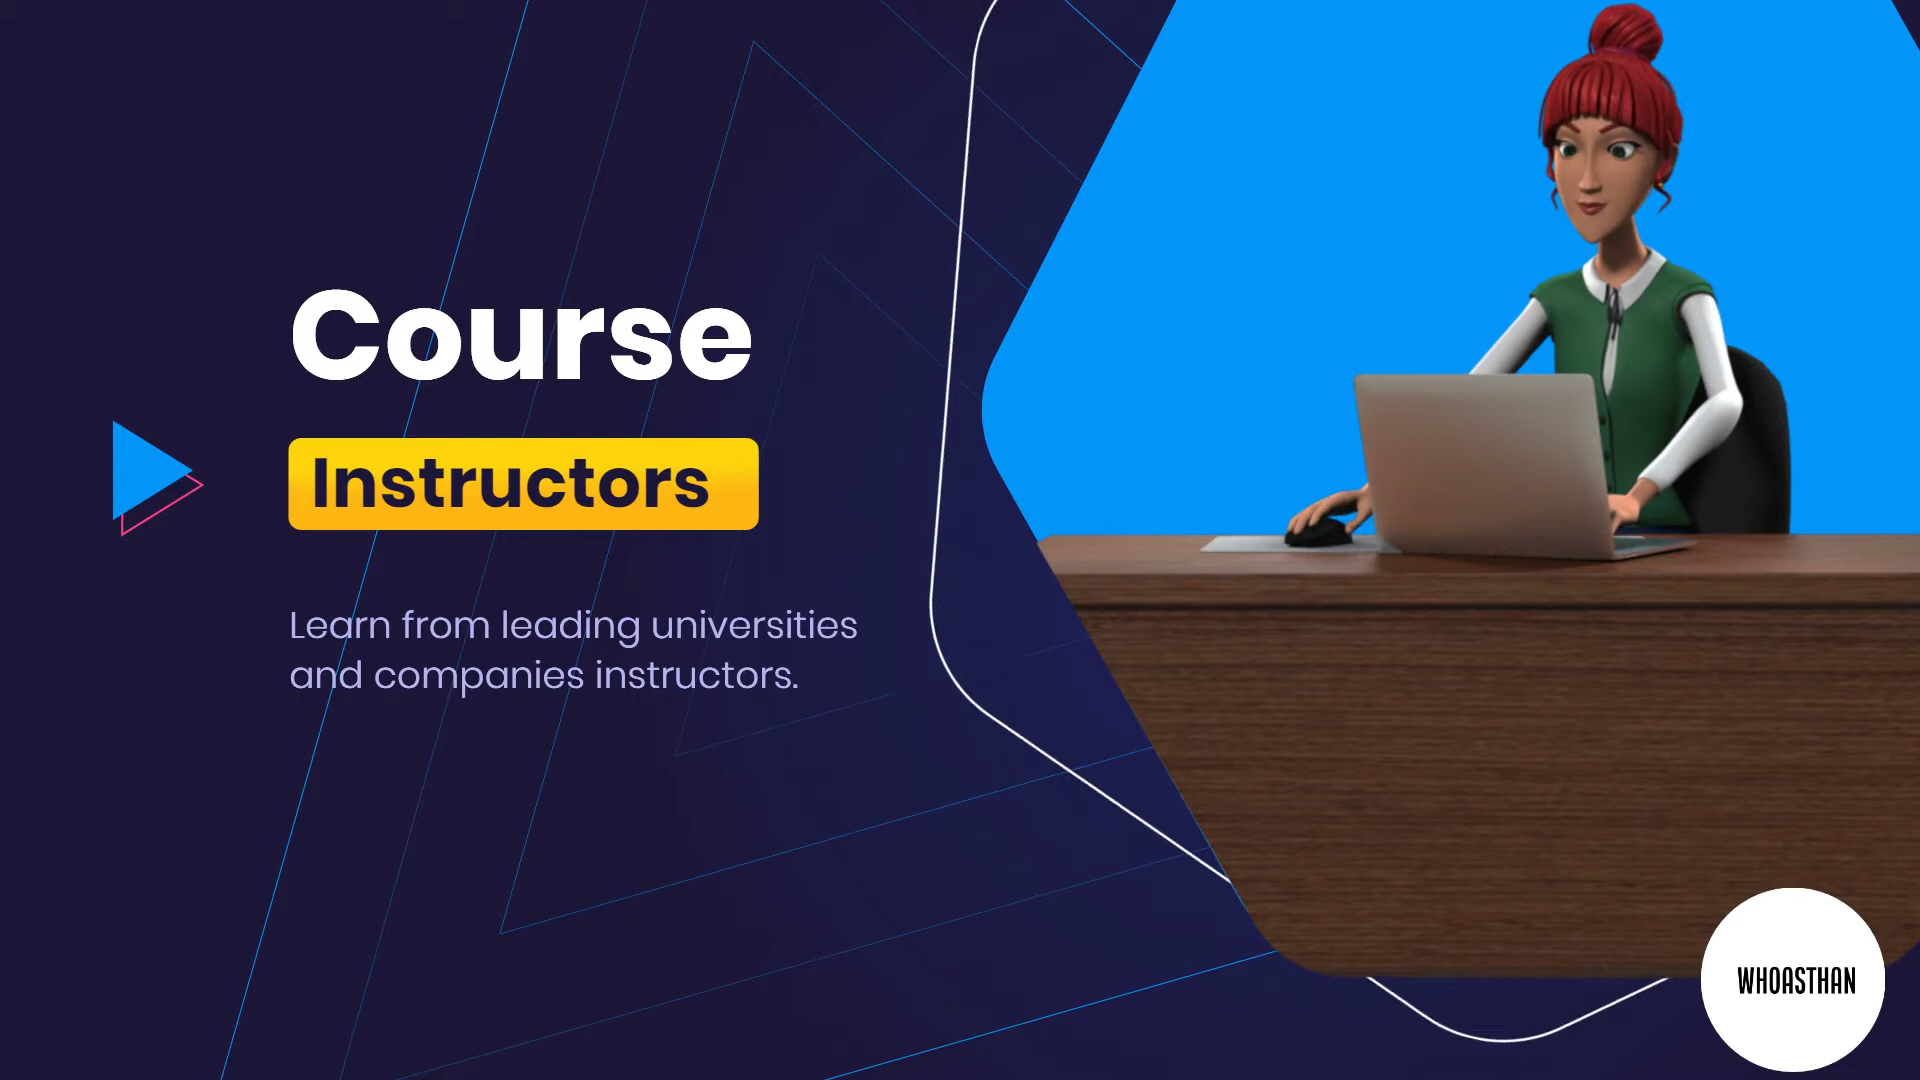 Course
Instructors
Learn from leading universities
and companies instructors.
WHOASTHAN